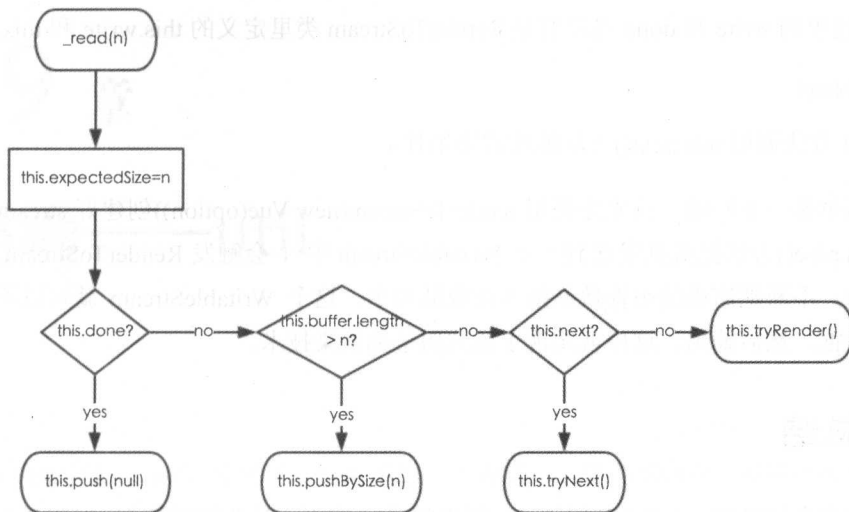 _read(n)
this.expectedSize=n
this.done?
no
this.buffer.length
> n?
no
this.next?
no
this.tryRender()
yes
yes
yes
this.push(null)
this.pushBySize(n)
this.tryNext()